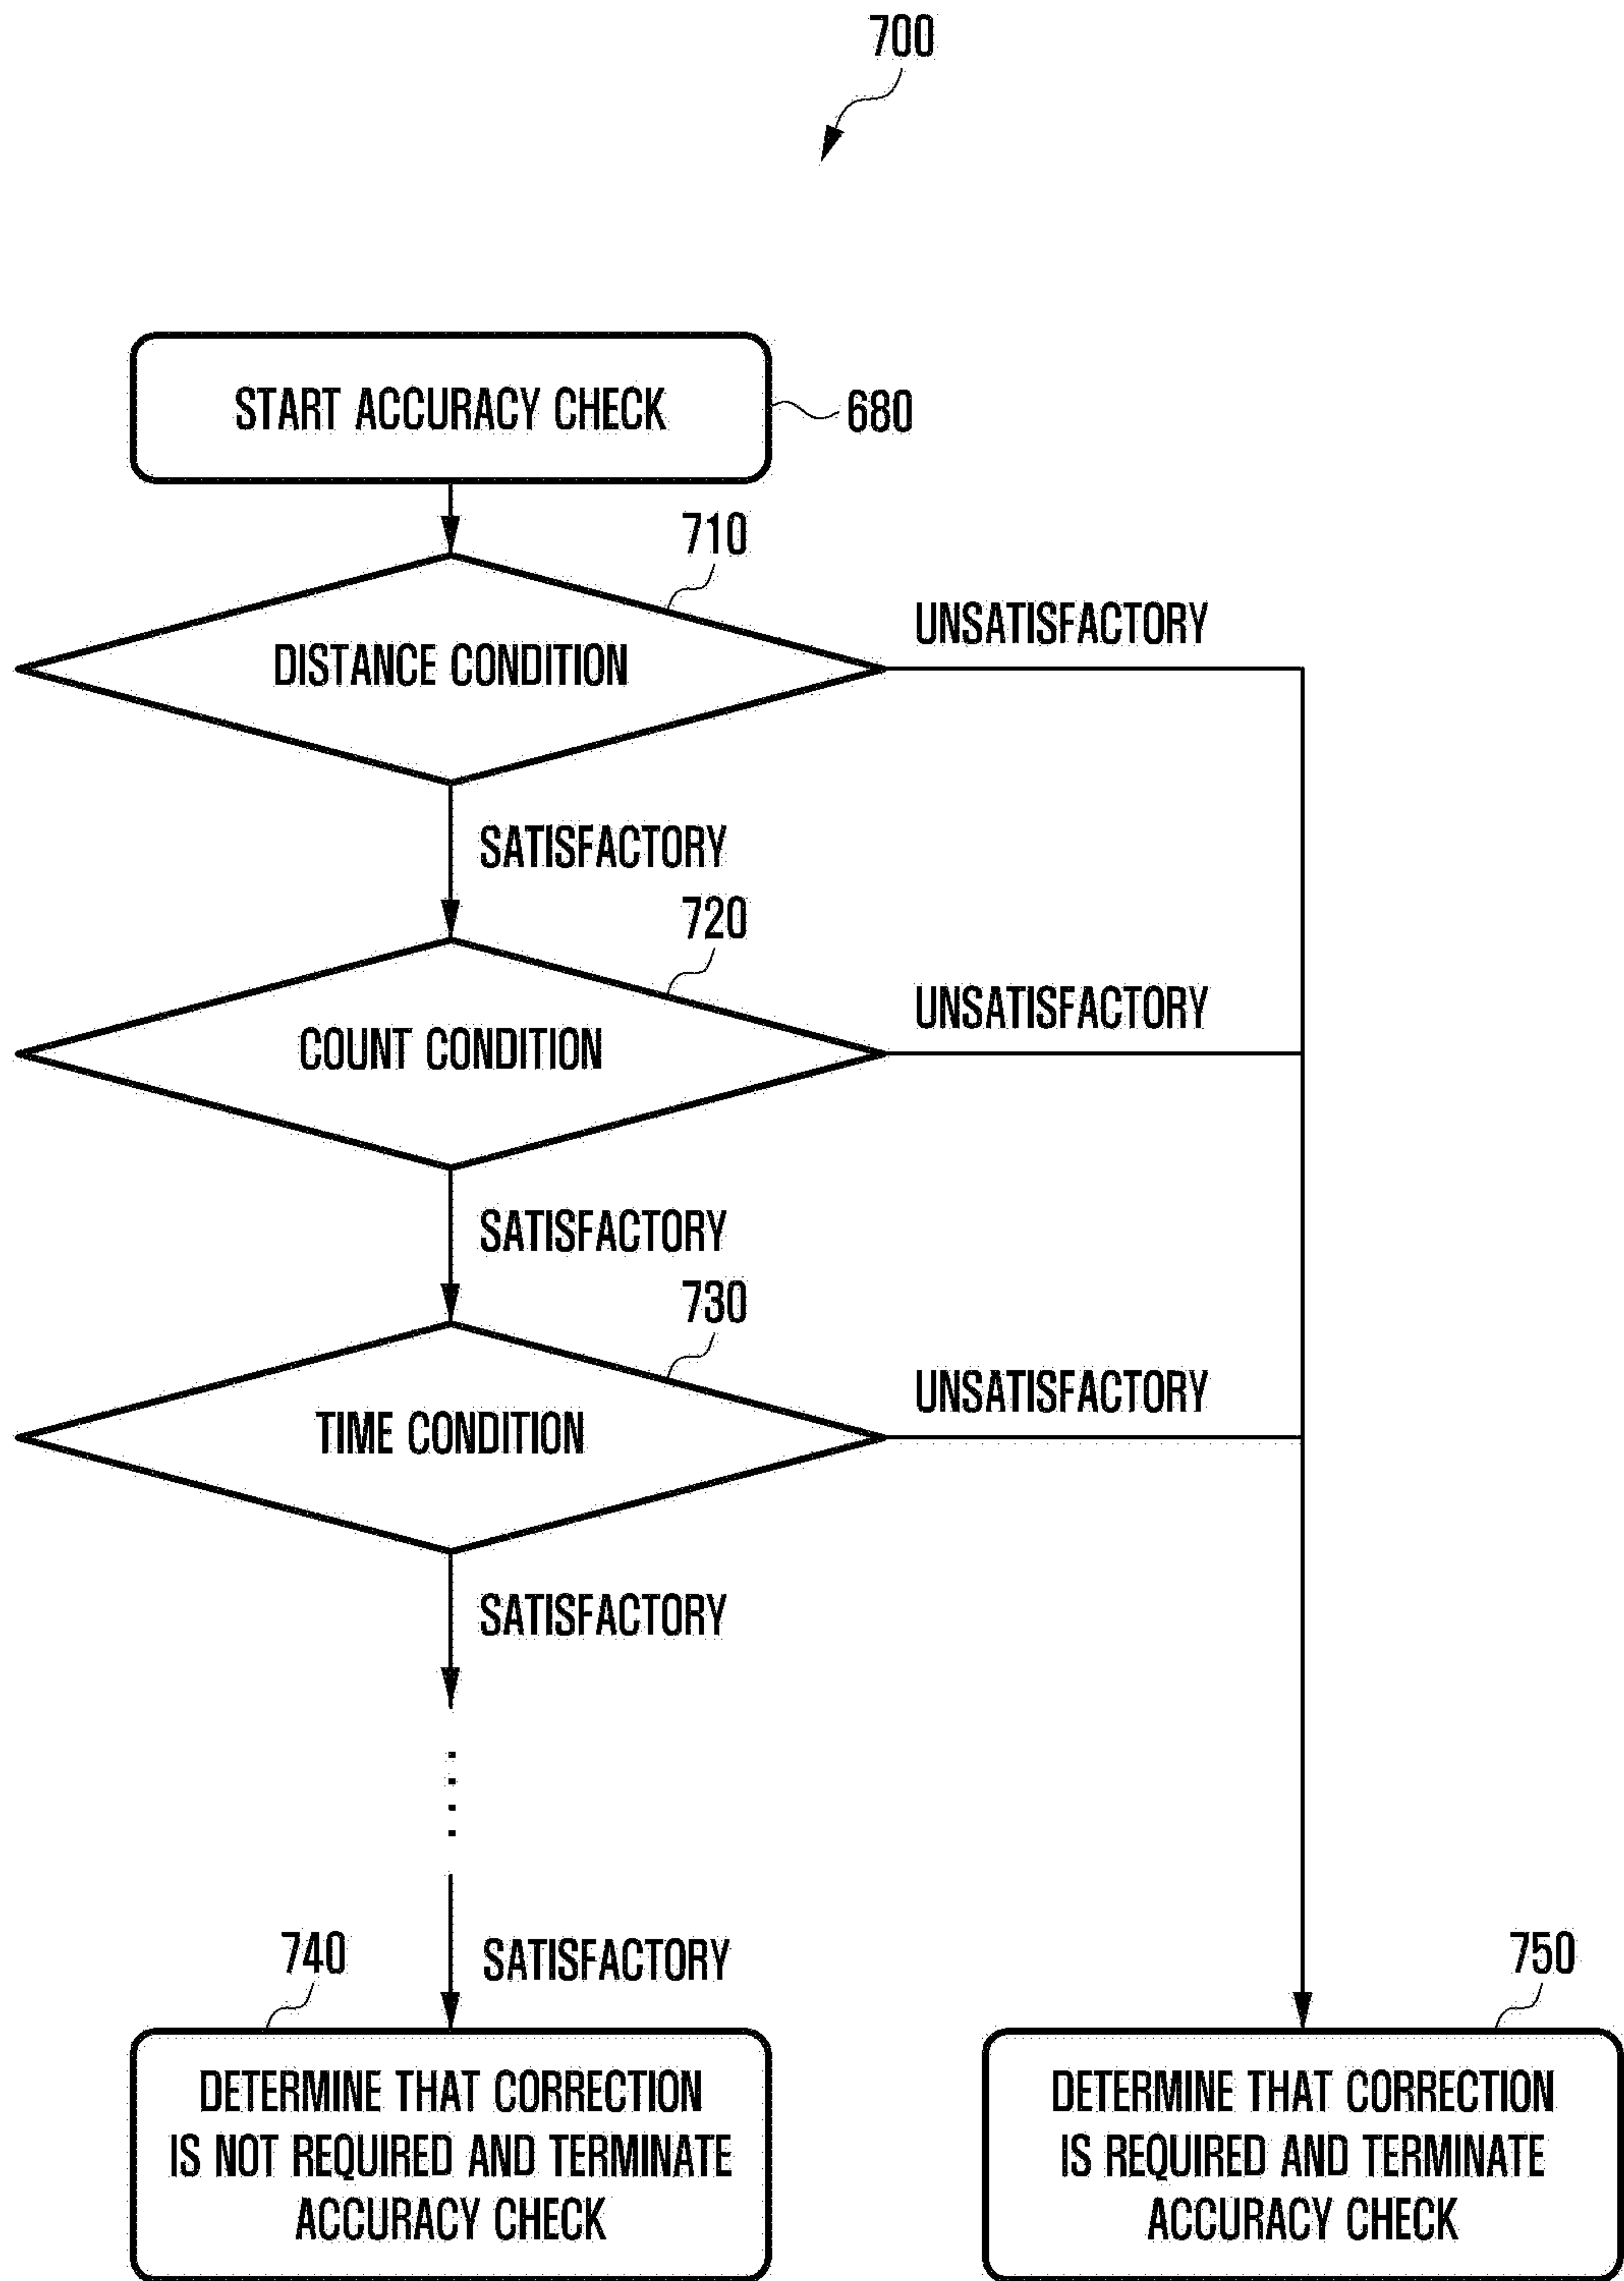 700
START ACCURACY CHECK
680
710
DISTANCE CONDITION
UNSATISFACTORY
SATISFACTORY
720
COUNT CONDITION
UNSATISFACTORY
SATISFACTORY
730
TIME CONDITION
UNSATISFACTORY
SATISFACTORY
SATISFACTORY
740
DETERMINE THAT CORRECTION
IS NOT REQUIRED AND TERMINATE
ACCURACY CHECK
750
DETERMINE THAT CORRECTION
IS REQUIRED AND TERMINATE
ACCURACY CHECK